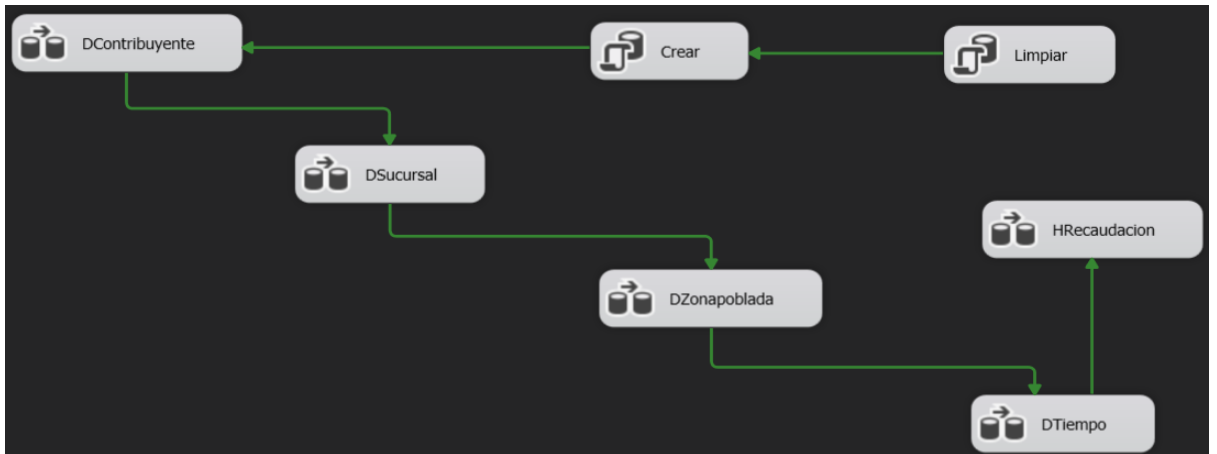 DContribuyente
Crear
Limpiar
DSucursal
HRecaudacion
DZonapoblada
DTiempo